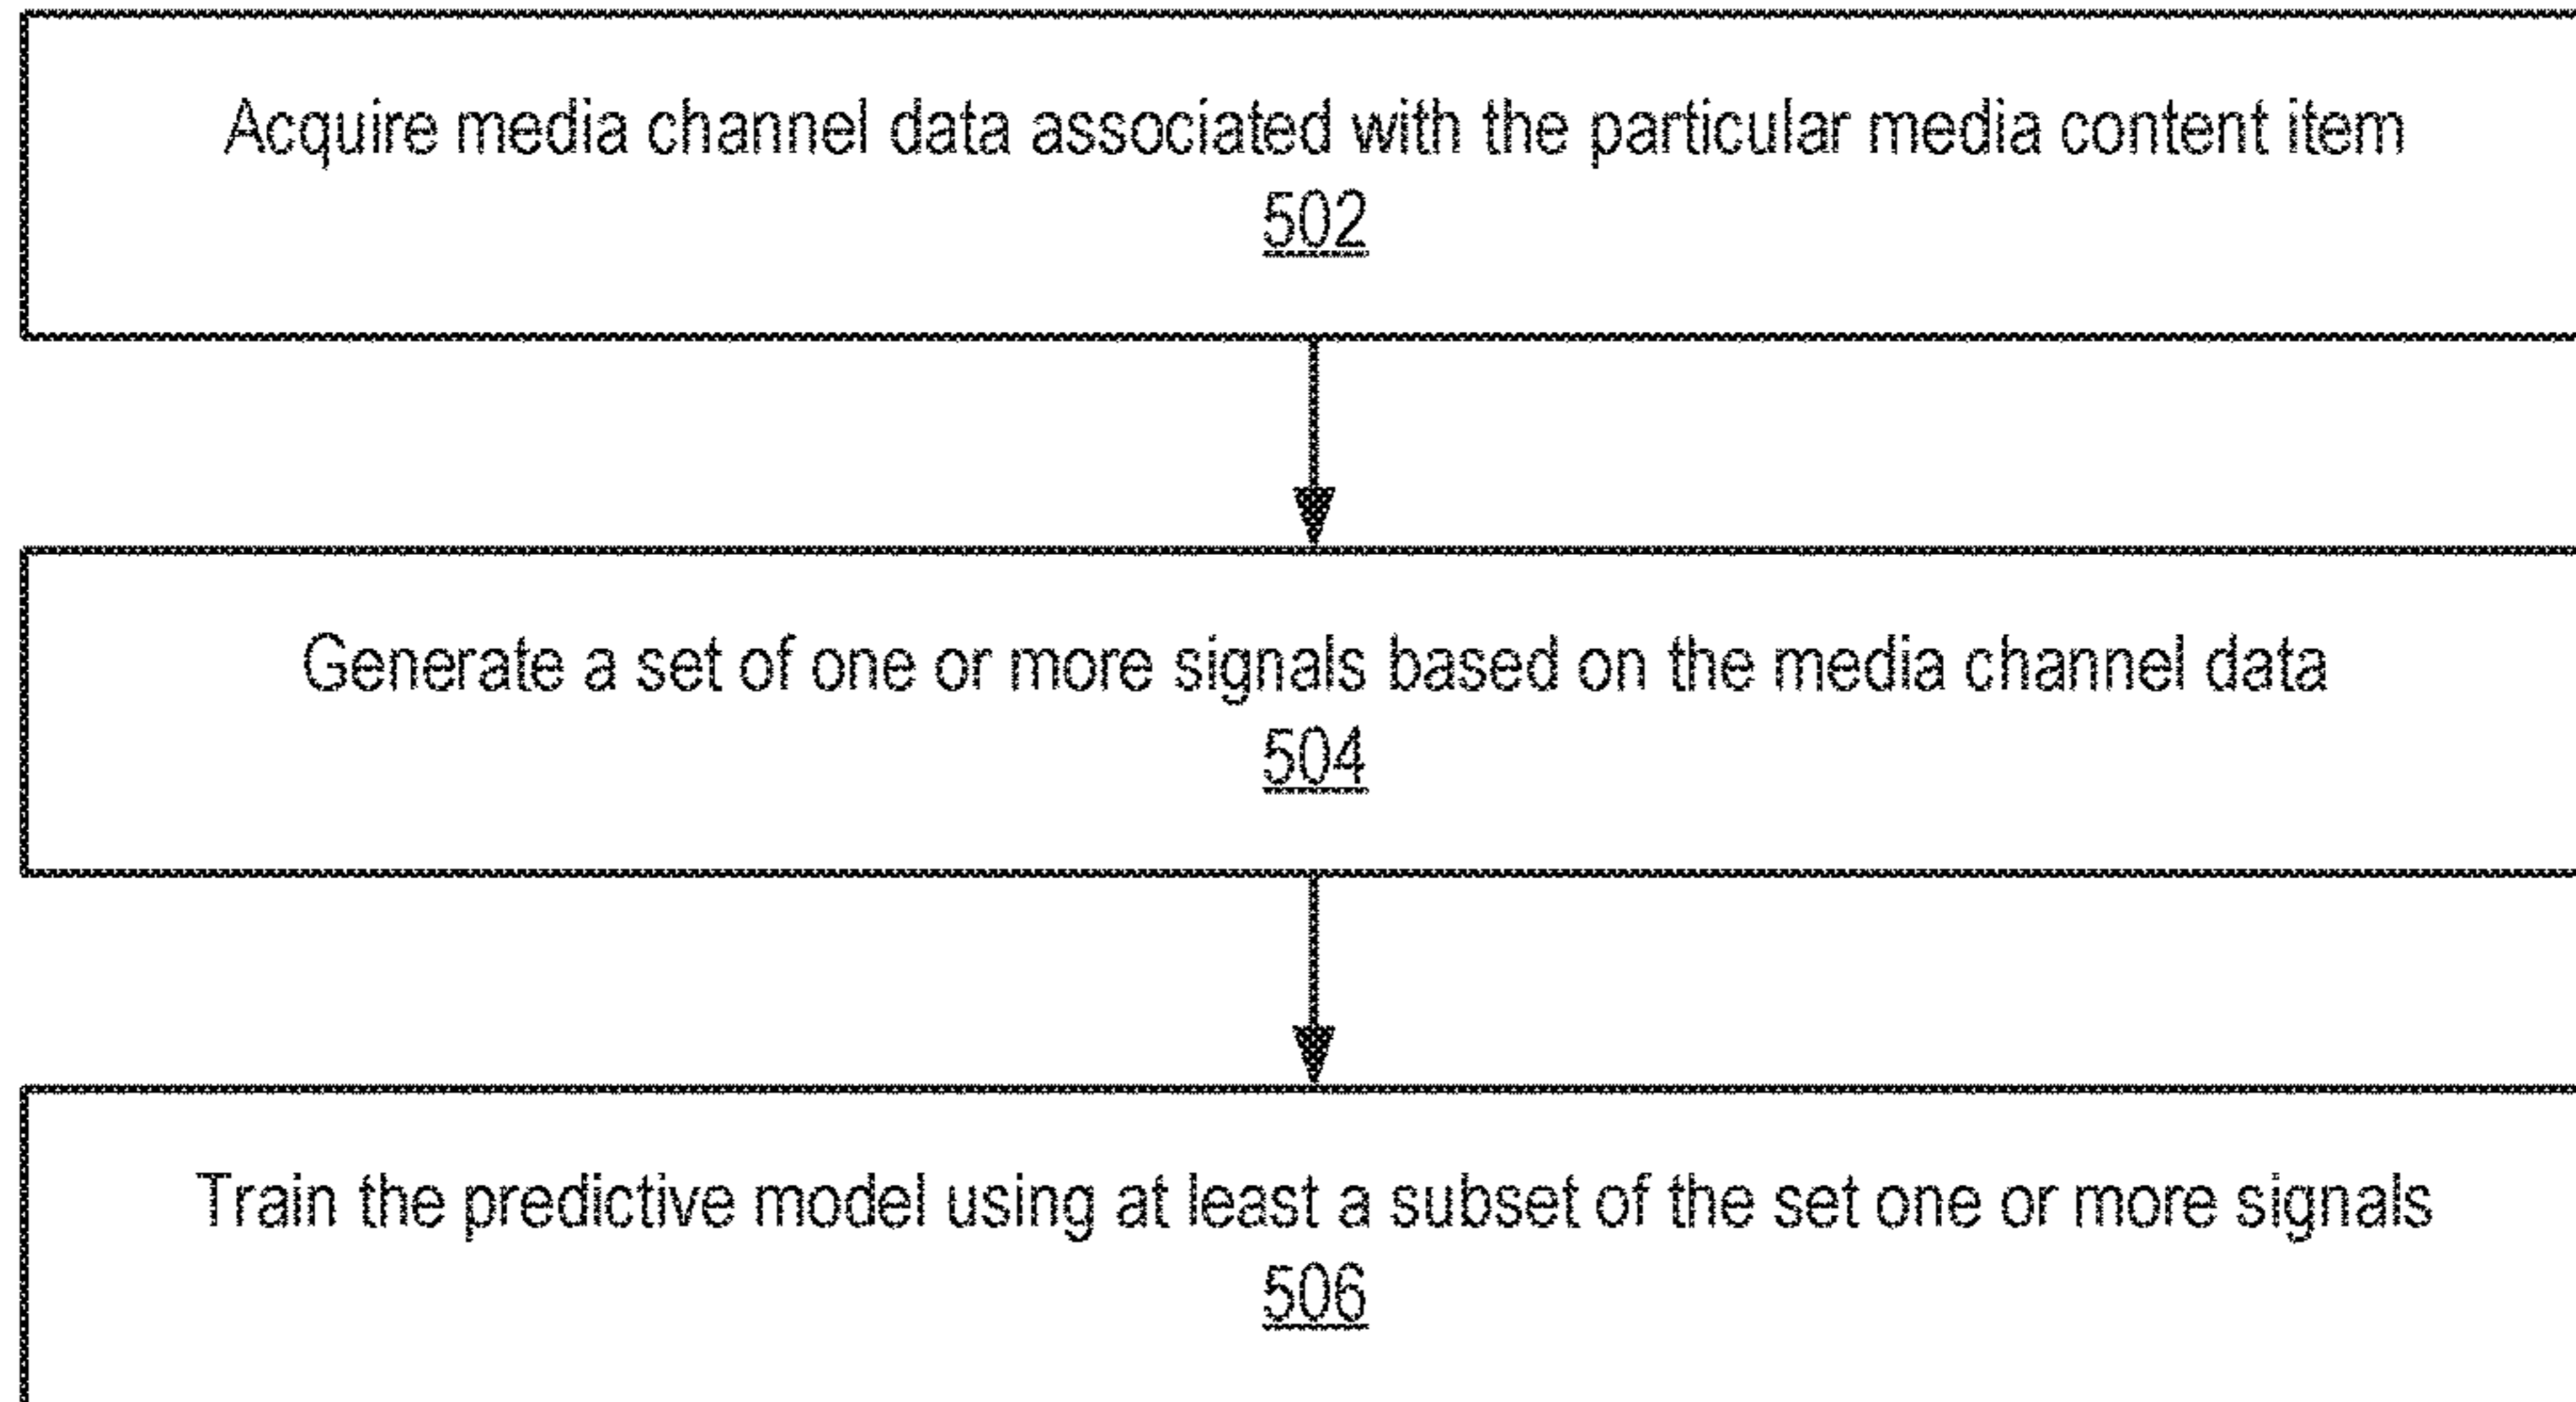 Acquire media channel data associated with the particular media content item
502
Generate a set of one or more signals based on the media channel data
504
Train the predictive model using at least a subset of the set one or more signals
506